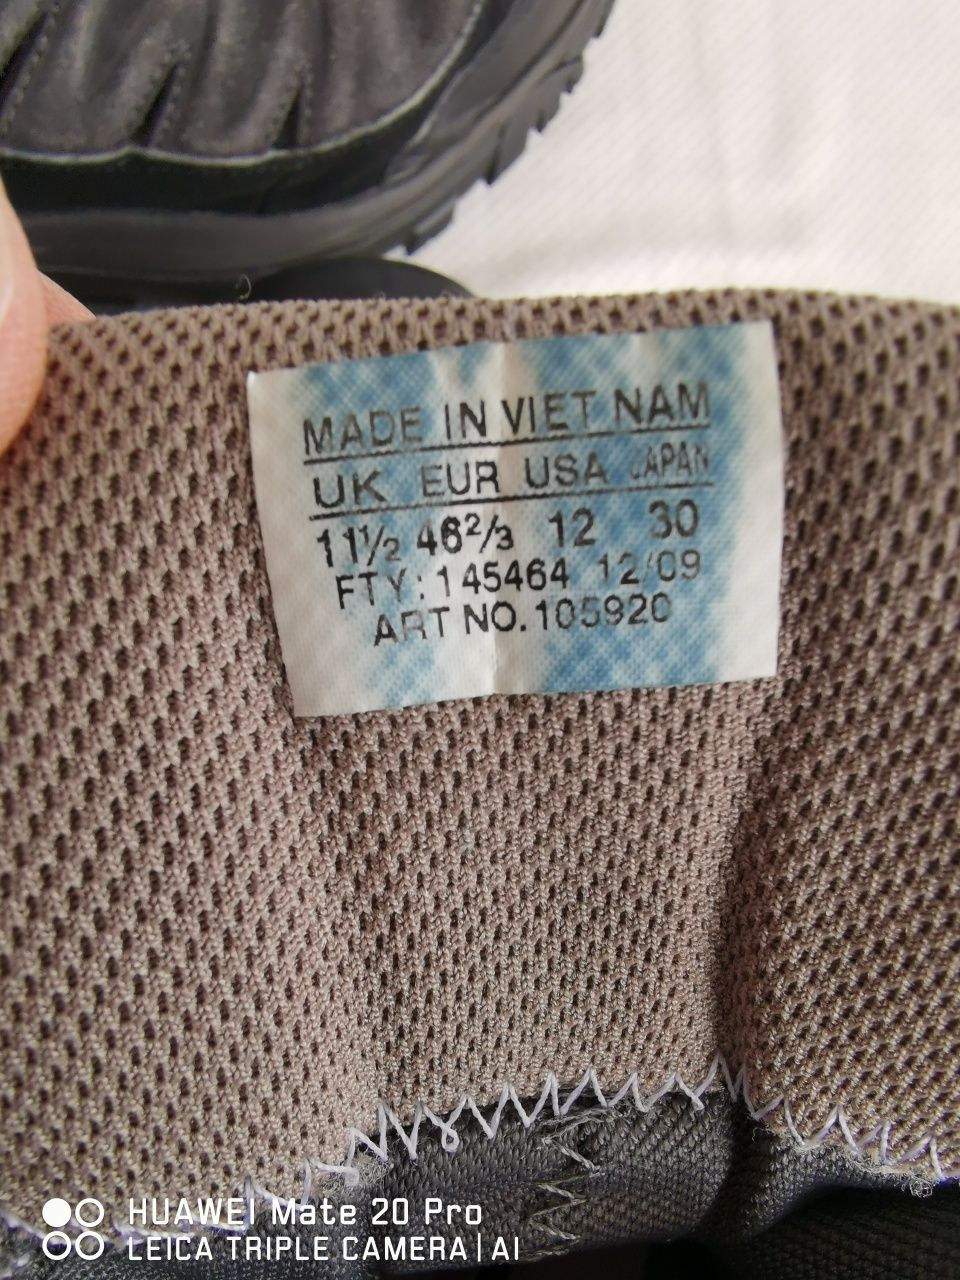 MADE IN VIET NAM
UK EUR USA JAPAN
11½ 46⅔ 12 30
FTY: 145464 12/09
ART NO. 105920
HUAWEI Mate 20 Pro
LEICA TRIPLE CAMERA | AI